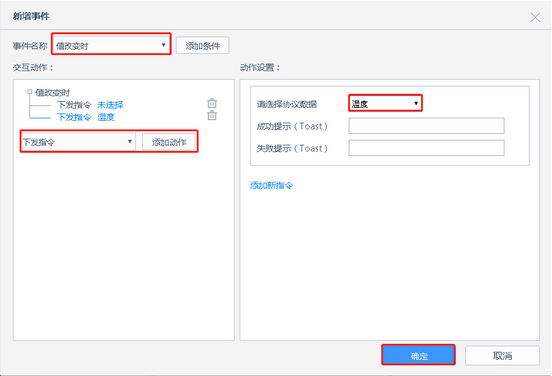 新增事件
事件名称 值改变时 添加条件
交互动作： 动作设置：
值改变时
下发指令 未选择
下发指令 温度
下发指令 添加动作
请选择协议数据 温度
成功提示（Toast）
失败提示（Toast）
添加新指令
确定 取消